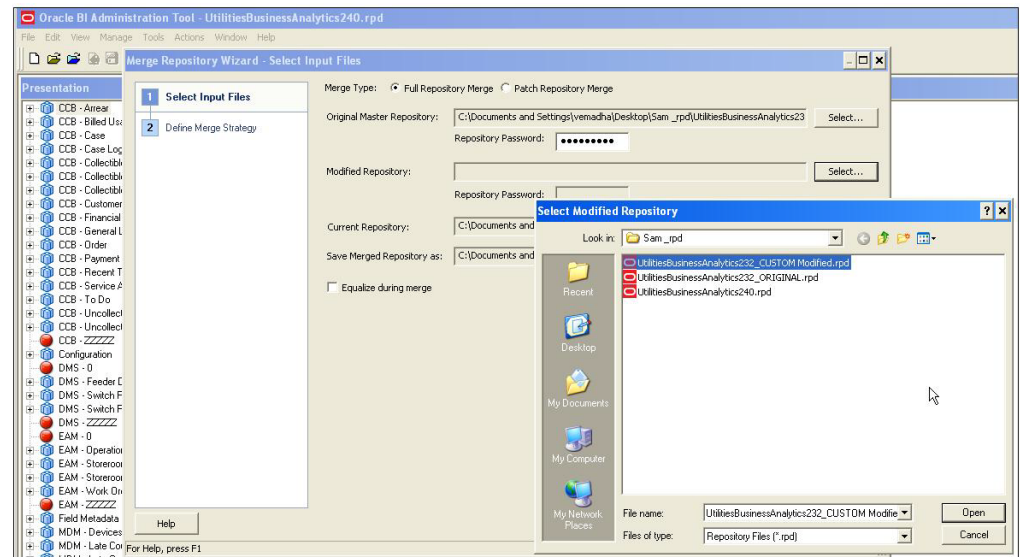 Oracle BI Administration Tool - UtilitiesBusinessAnalytics240.rpd
File Edit View Manage Tools Actions Window Help
Merge Repository Wizard - Select Input Files
Presentation
CCB - Arrear
CCB - Billed Usa
CCB - Case
CCB - Case Log
CCB - Collectible
CCB - Collectible
CCB - Collectible
CCB - Customer
CCB - Financial
CCB - General L
CCB - Order
CCB - Payment
CCB - Recent T
CCB - Service A
CCB - To Do
CCB - Uncollect
CCB - Uncollect
CCB - ZZZZZ
Configuration
DMS - 0
DMS - Feeder D
DMS - Switch F
DMS - Switch F
DMS - ZZZZZ
EAM - 0
EAM - Operation
EAM - Storeroo
EAM - Storeroo
EAM - Work Or
EAM - ZZZZZ
Field Metadata
MDM - Devices
MDM - Late Co
1 Select Input Files
2 Define Merge Strategy
Merge Type: Full Repository Merge Patch Repository Merge
Original Master Repository: C:\Documents and Settings\vemadha\Desktop\Sam _rpd\UtilitiesBusinessAnalytics23 Select...
Repository Password:
Modified Repository: Select...
Repository Password:
Current Repository: C:\Documents and
Save Merged Repository as: C:\Documents and
Equalize during merge
Help
For Help, press F1
Select Modified Repository
Look in: Sam _rpd
Recent
Desktop
My Documents
My Computer
My Network Places
UtilitiesBusinessAnalytics232_CUSTOM Modified.rpd
UtilitiesBusinessAnalytics232_ORIGINAL.rpd
UtilitiesBusinessAnalytics240.rpd
File name: UtilitiesBusinessAnalytics232_CUSTOM Modifie Open
Files of type: Repository Files (*.rpd) Cancel